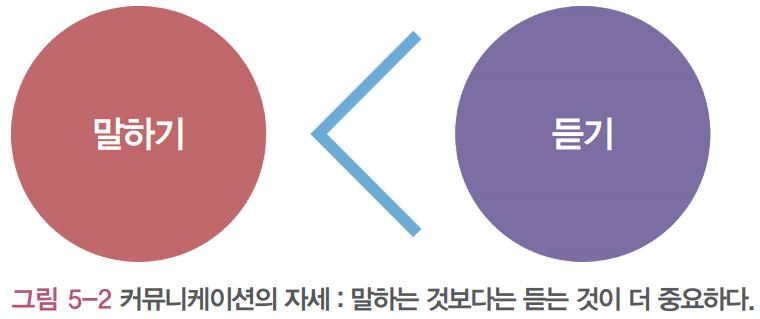 말하기 < 듣기
그림 5-2 커뮤니케이션의 자세 : 말하는 것보다는 듣는 것이 더 중요하다.